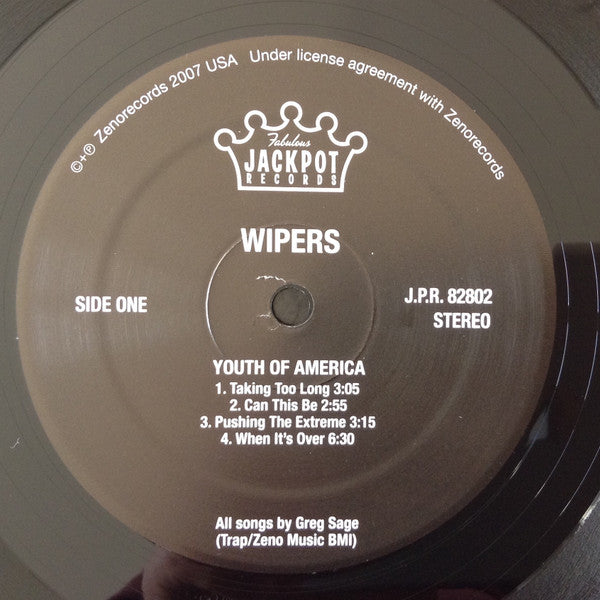 ©+℗ Zenorecords 2007 USA Under license agreement with Zenorecords
Fabulous
JACKPOT
RECORDS
WIPERS
SIDE ONE
J.P.R. 82802
STEREO
YOUTH OF AMERICA
1. Taking Too Long 3:05
2. Can This Be 2:55
3. Pushing The Extreme 3:15
4. When It's Over 6:30
All songs by Greg Sage
(Trap/Zeno Music BMI)